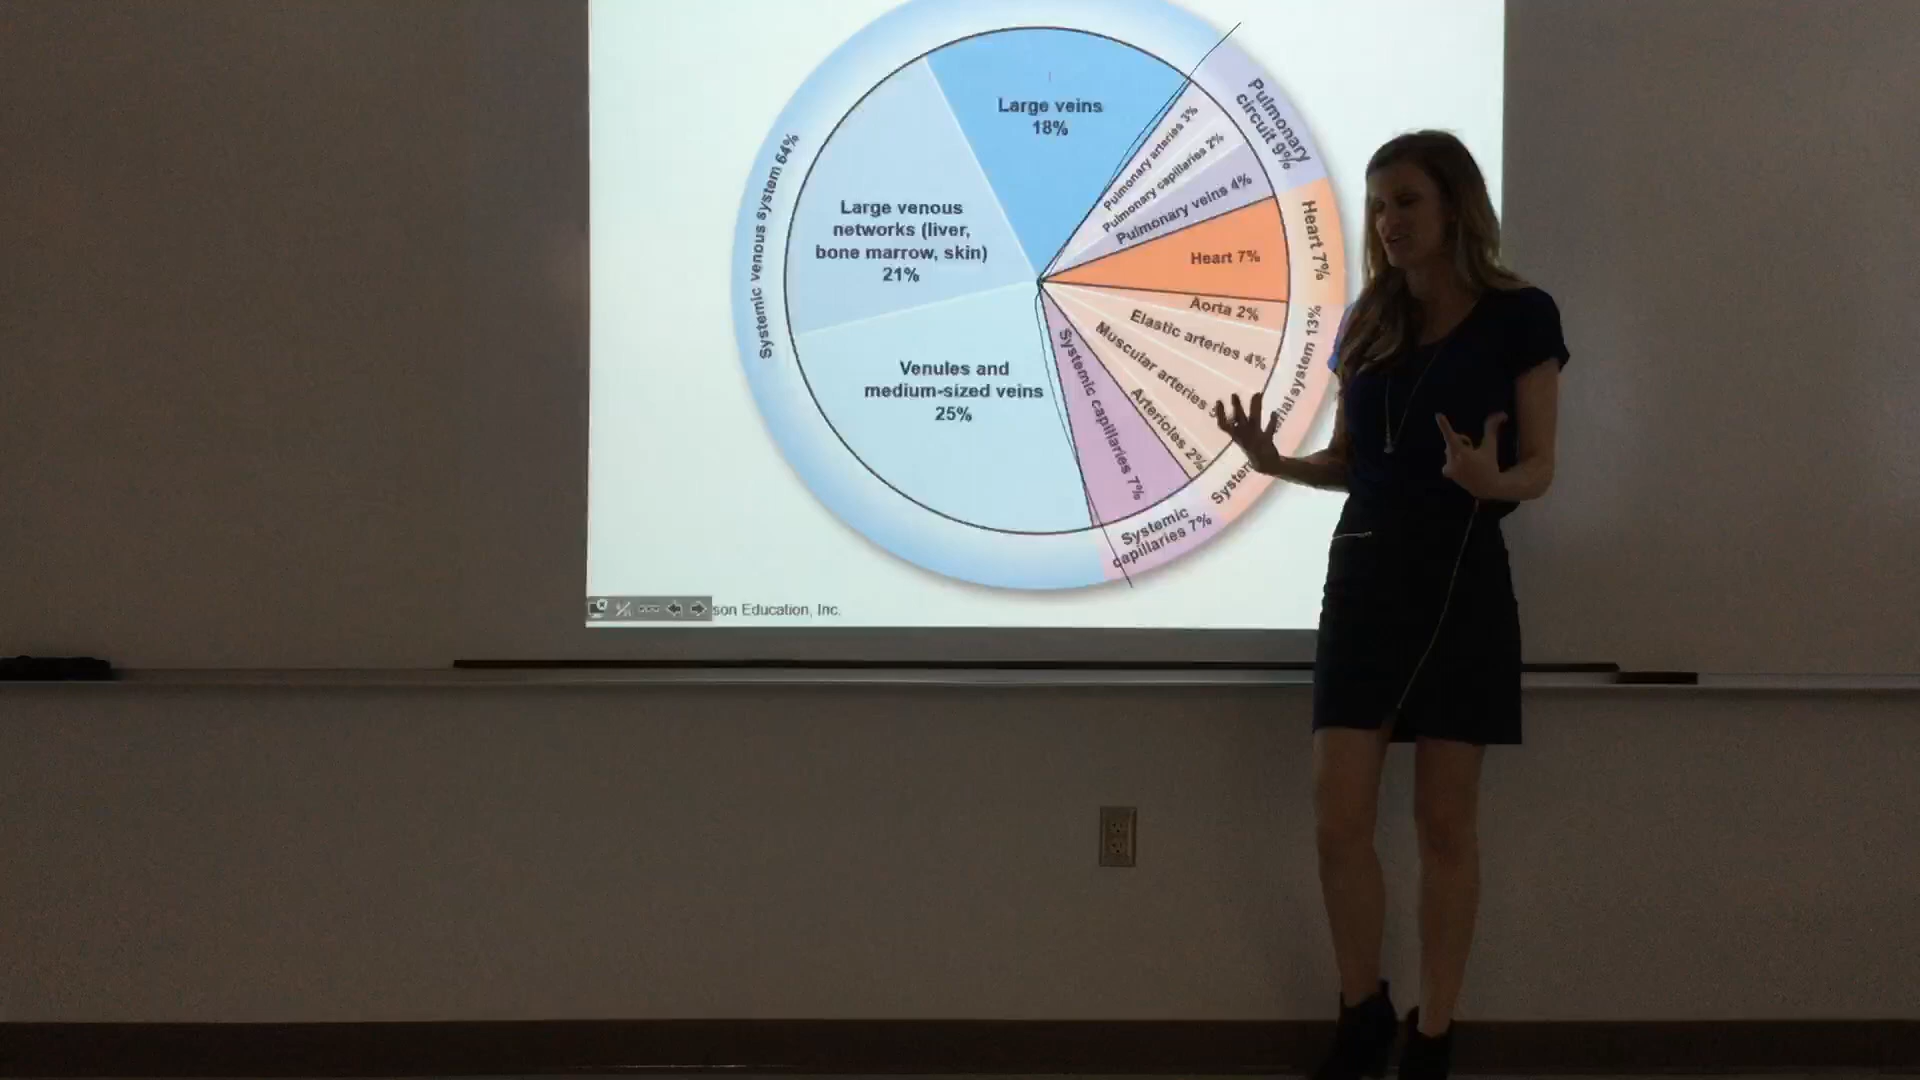 Large veins
18%
Large venous
networks (liver,
bone marrow, skin)
21%
Venules and
medium-sized veins
25%
Systemic venous system 64%
Pulmonary arteries 3%
Pulmonary capillaries 2%
Pulmonary veins 4%
Pulmonary
circuit 9%
Heart 7%
Heart 7%
Aorta 2%
Elastic arteries 4%
Muscular arteries
Arterioles 2%
system 13%
Systemic capillaries 7%
Systemic
capillaries 7%
Education, Inc.